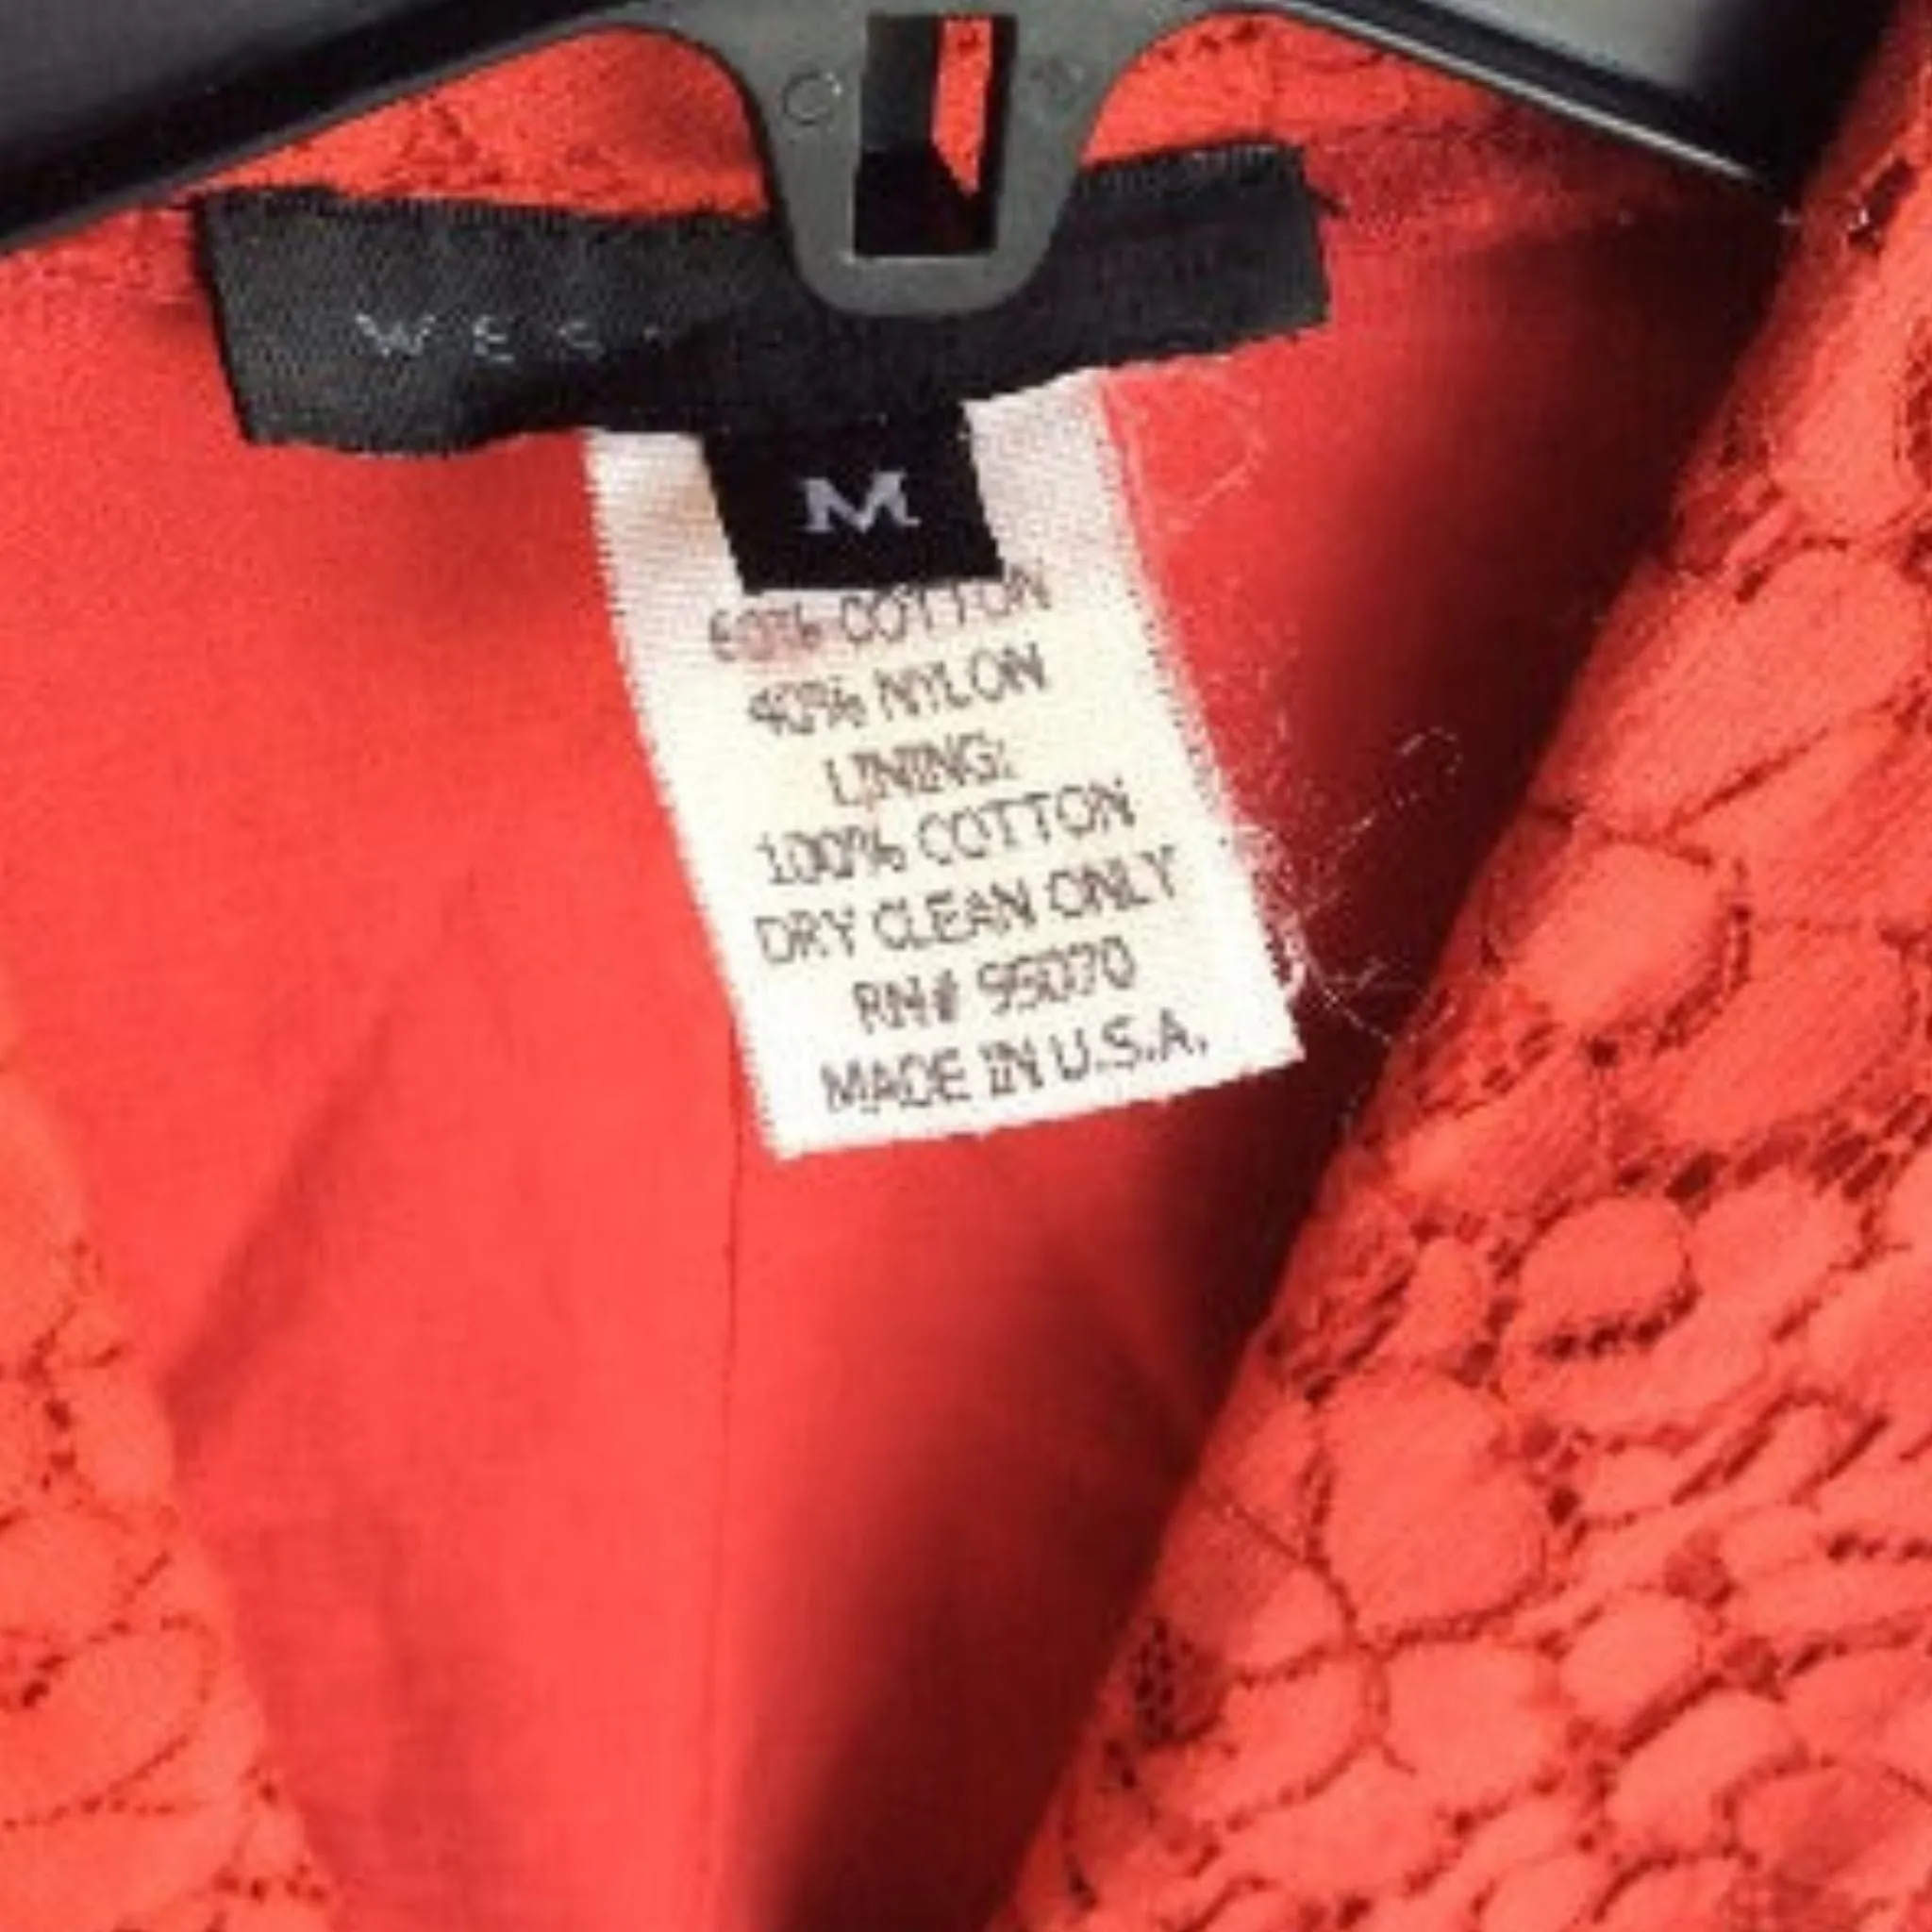 M
60% COTTON
40% NYLON
LINING:
100% COTTON
DRY CLEAN ONLY
RN# 95070
MADE IN U.S.A.